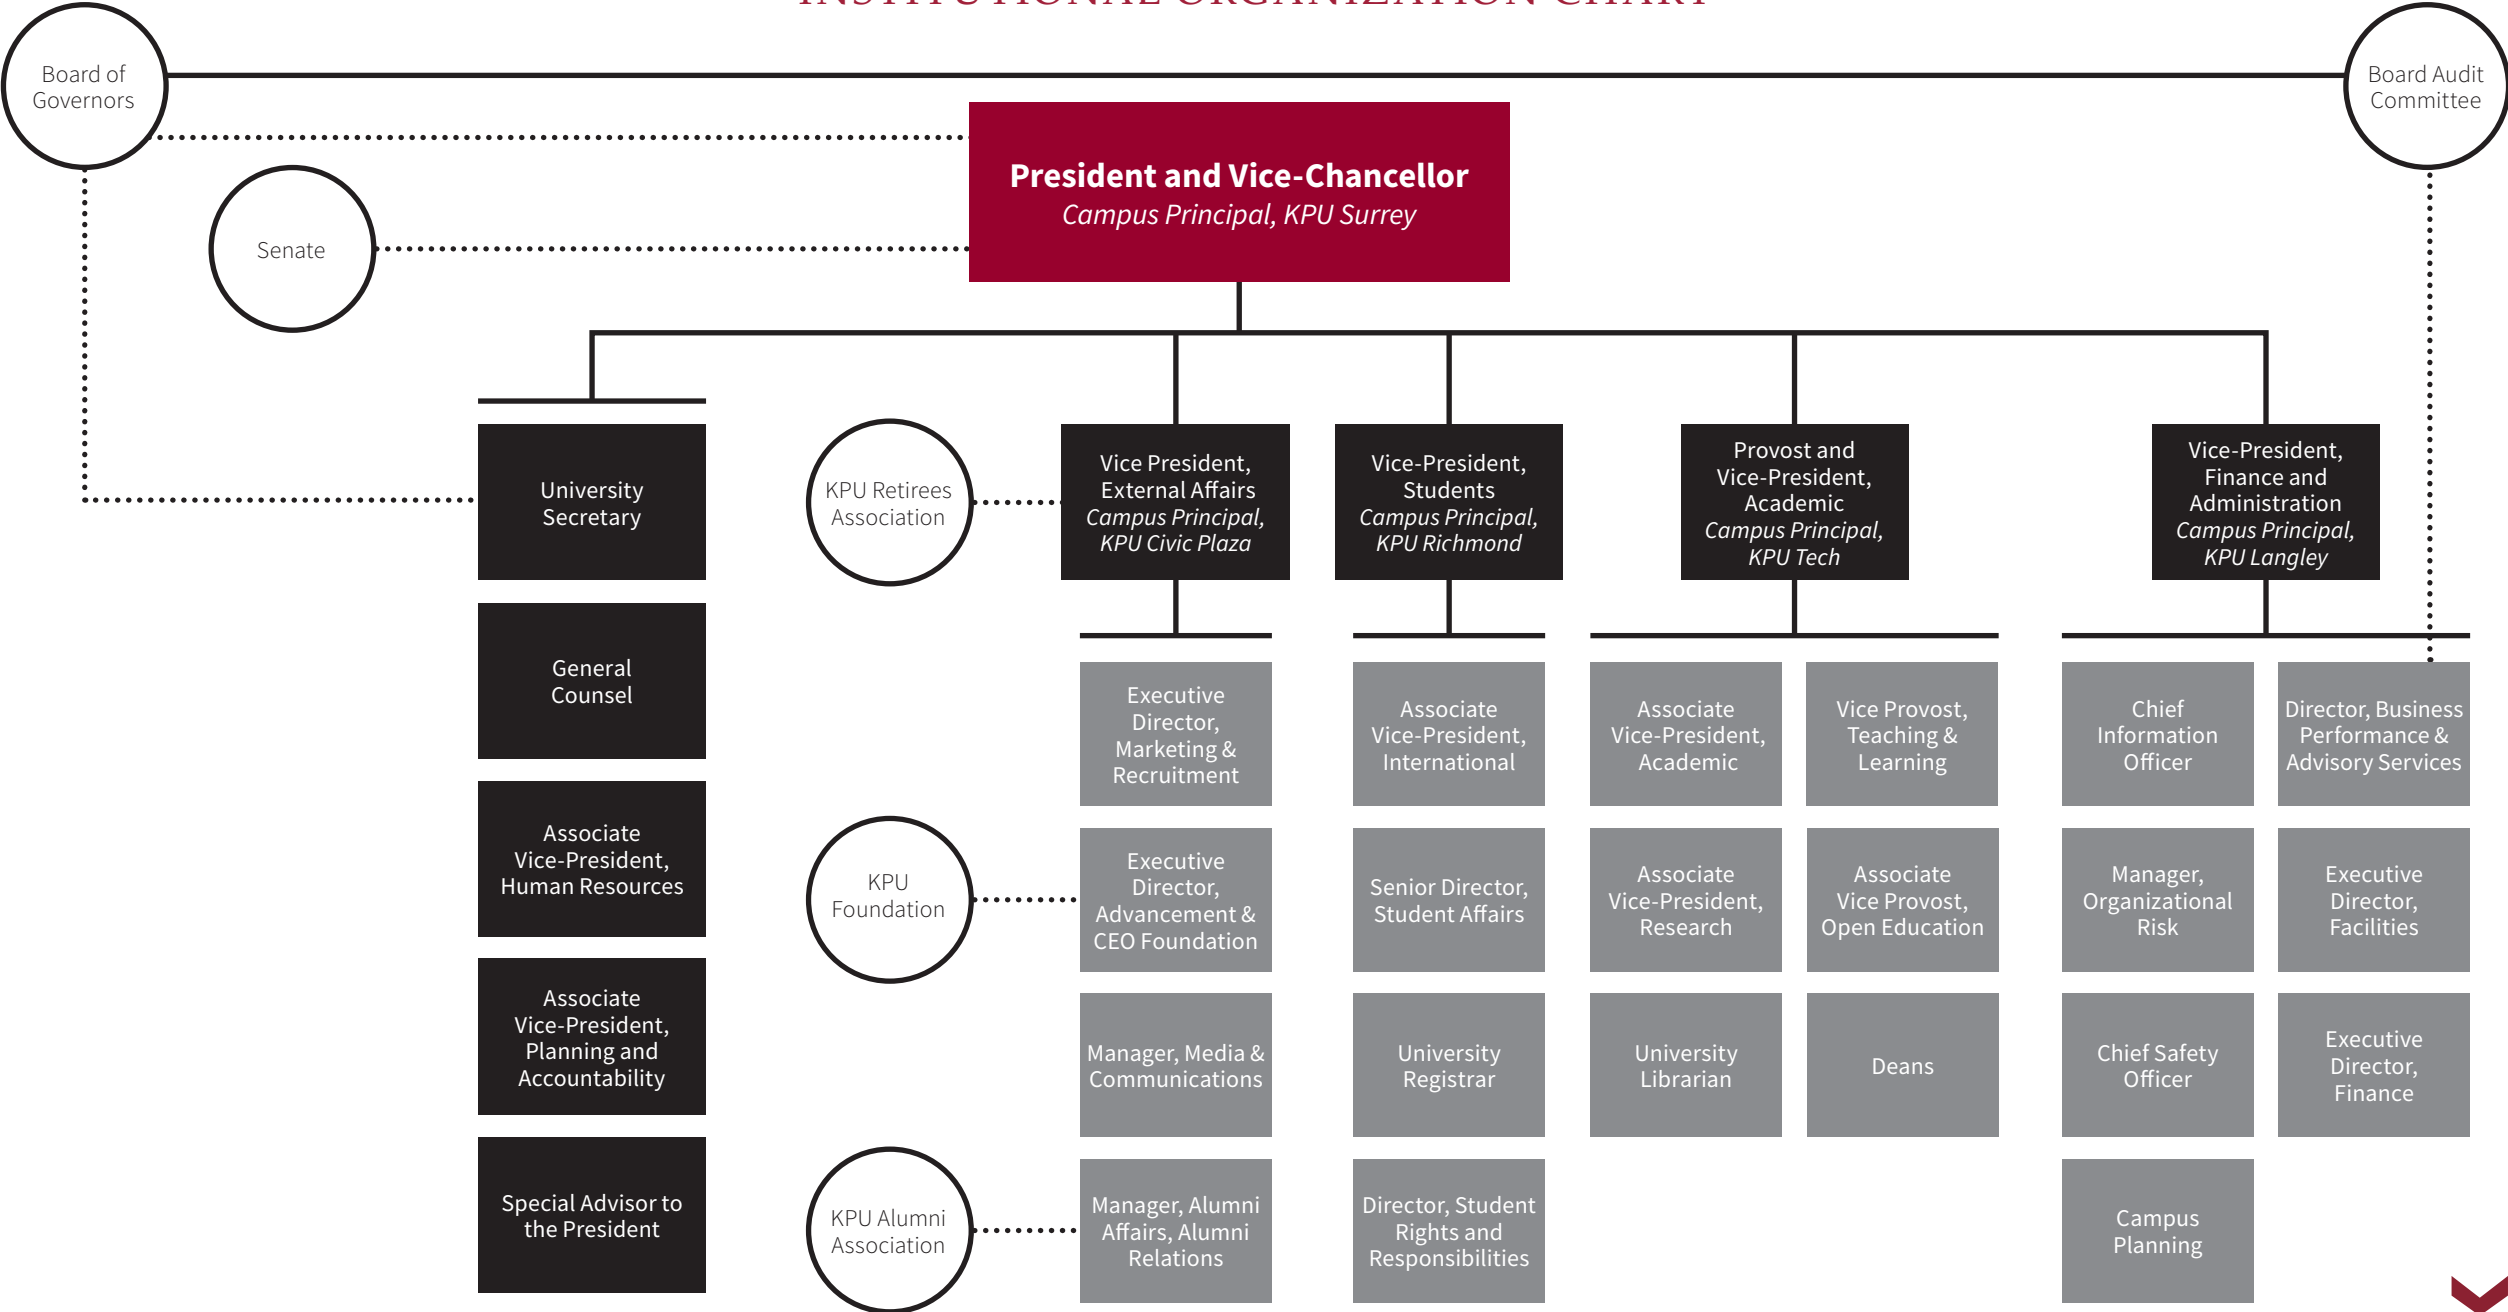 INSTITUTIONAL ORGANIZATION CHART
Board of
Governors
Board Audit
Committee
President and Vice-Chancellor
Campus Principal, KPU Surrey
Senate
University
Secretary
General
Counsel
Associate
Vice-President,
Human Resources
Associate
Vice-President,
Planning and
Accountability
Special Advisor to
the President
KPU Retirees
Association
KPU
Foundation
KPU Alumni
Association
Vice President,
External Affairs
Campus Principal,
KPU Civic Plaza
Executive
Director,
Marketing &
Recruitment
Executive
Director,
Advancement &
CEO Foundation
Manager, Media &
Communications
Manager, Alumni
Affairs, Alumni
Relations
Vice-President,
Students
Campus Principal,
KPU Richmond
Associate
Vice-President,
International
Senior Director,
Student Affairs
University
Registrar
Director, Student
Rights and
Responsibilities
Provost and
Vice-President,
Academic
Campus Principal,
KPU Tech
Associate
Vice-President,
Academic
Vice Provost,
Teaching &
Learning
Associate
Vice-President,
Research
Associate
Vice Provost,
Open Education
University
Librarian
Deans
Vice-President,
Finance and
Administration
Campus Principal,
KPU Langley
Chief
Information
Officer
Director, Business
Performance &
Advisory Services
Manager,
Organizational
Risk
Executive
Director,
Facilities
Chief Safety
Officer
Executive
Director,
Finance
Campus
Planning